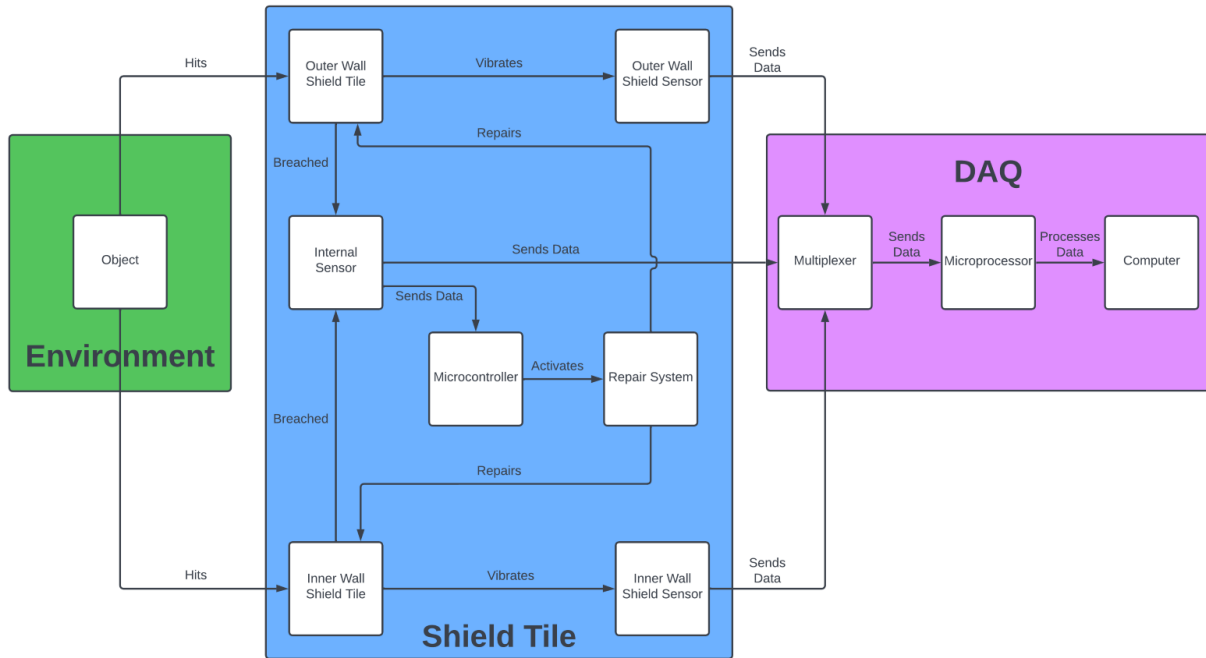 Hits
Outer Wall
Shield Tile
Vibrates
Outer Wall
Shield Sensor
Sends
Data
Repairs
Breached
DAQ
Object
Environment
Internal
Sensor
Sends Data
Sends Data
Multiplexer
Sends
Data
Microprocessor
Processes
Data
Computer
Microcontroller
Activates
Repair System
Breached
Repairs
Hits
Inner Wall
Shield Tile
Vibrates
Inner Wall
Shield Sensor
Sends
Data
Shield Tile